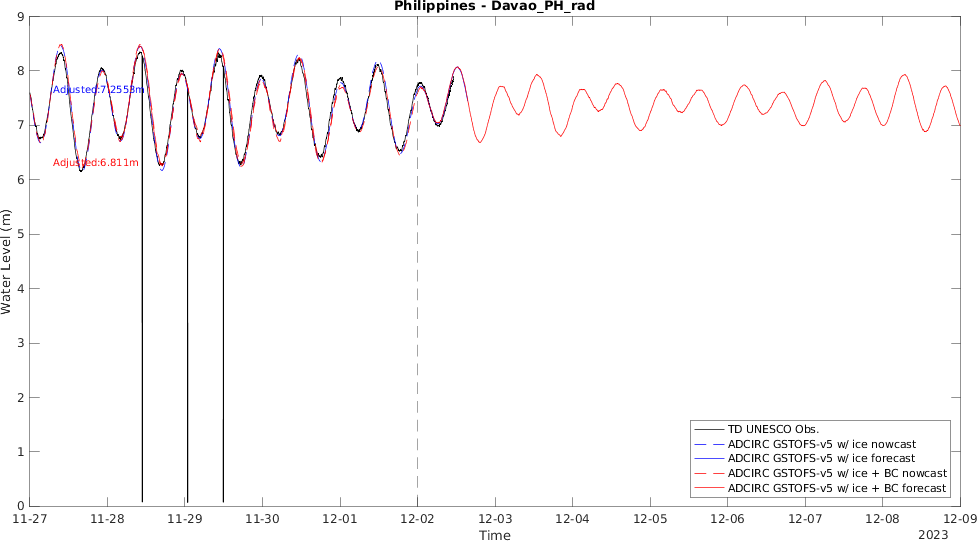 Philippines - Davao_PH_rad
9
8
7
6
5
4
3
2
1
0
Water Level (m)
Adjusted:7.2553m
Adjusted:6.811m
TD UNESCO Obs.
ADCIRC GSTOFS-v5 w/ ice nowcast
ADCIRC GSTOFS-v5 w/ ice forecast
ADCIRC GSTOFS-v5 w/ ice + BC nowcast
ADCIRC GSTOFS-v5 w/ ice + BC forecast
11-27 11-28 11-29 11-30 12-01 12-02 12-03 12-04 12-05 12-06 12-07 12-08 12-09
Time
2023